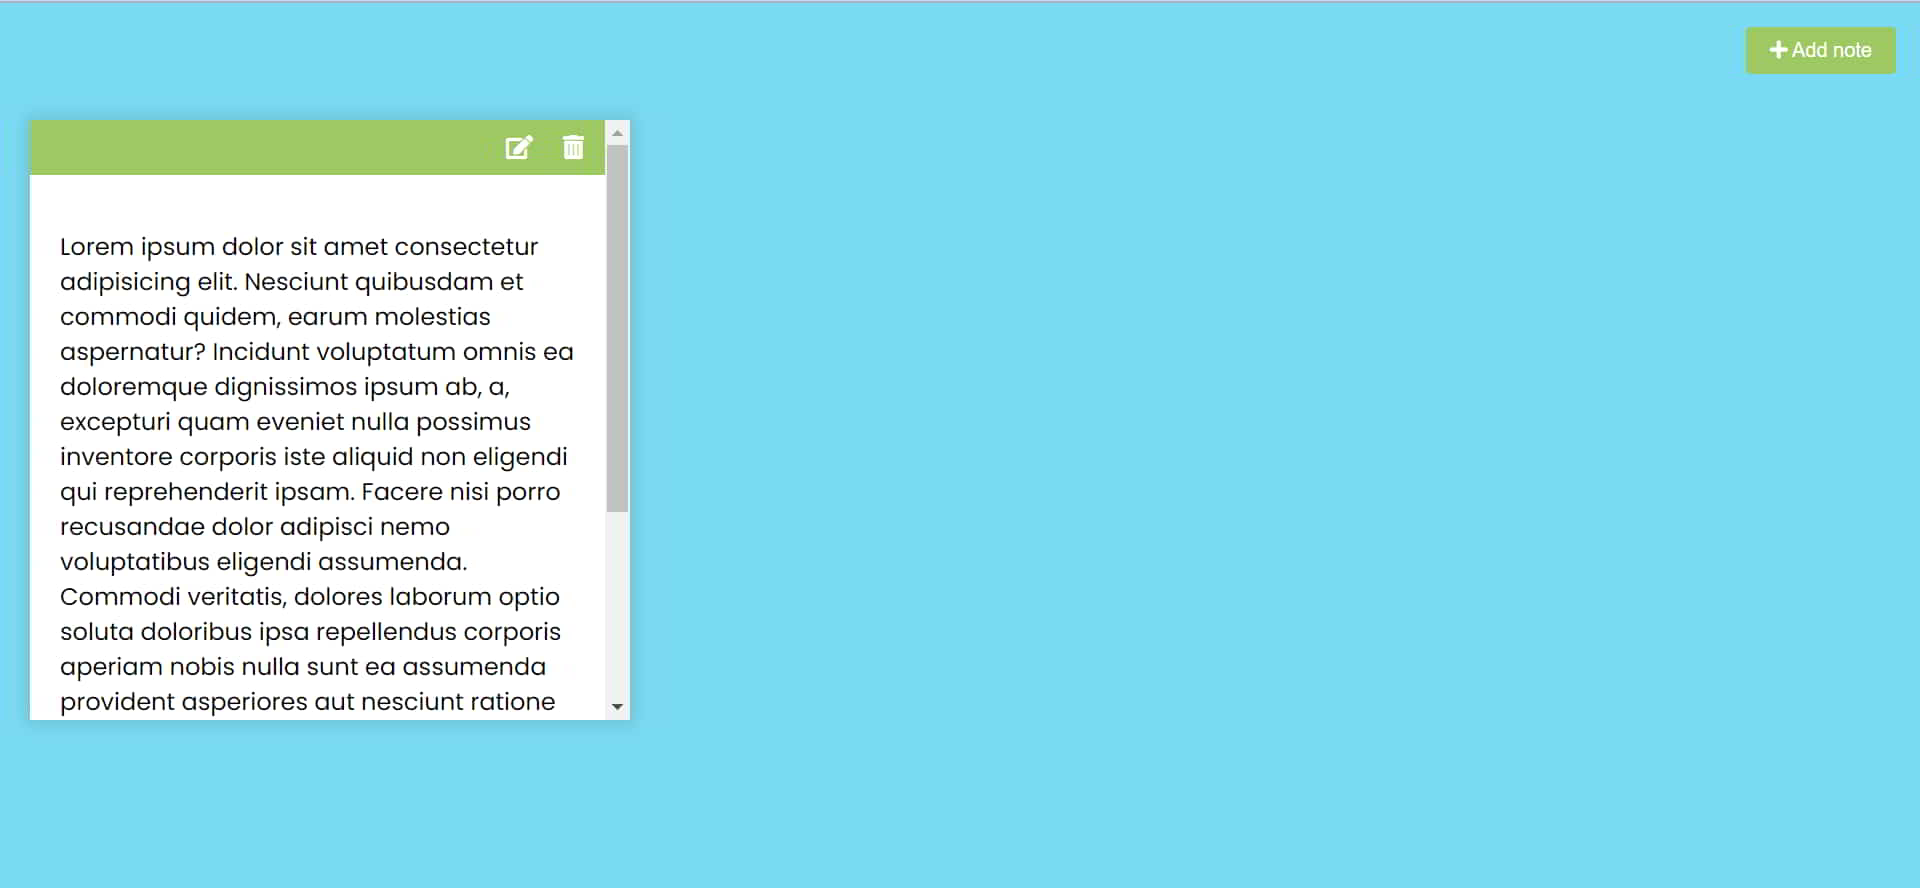 Add note
Lorem ipsum dolor sit amet consectetur
adipisicing elit. Nesciunt quibusdam et
commodi quidem, earum molestias
aspernatur? Incidunt voluptatum omnis ea
doloremque dignissimos ipsum ab, a,
excepturi quam eveniet nulla possimus
inventore corporis iste aliquid non eligendi
qui reprehenderit ipsam. Facere nisi porro
recusandae dolor adipisci nemo
voluptatibus eligendi assumenda.
Commodi veritatis, dolores laborum optio
soluta doloribus ipsa repellendus corporis
aperiam nobis nulla sunt ea assumenda
provident asperiores aut nesciunt ratione